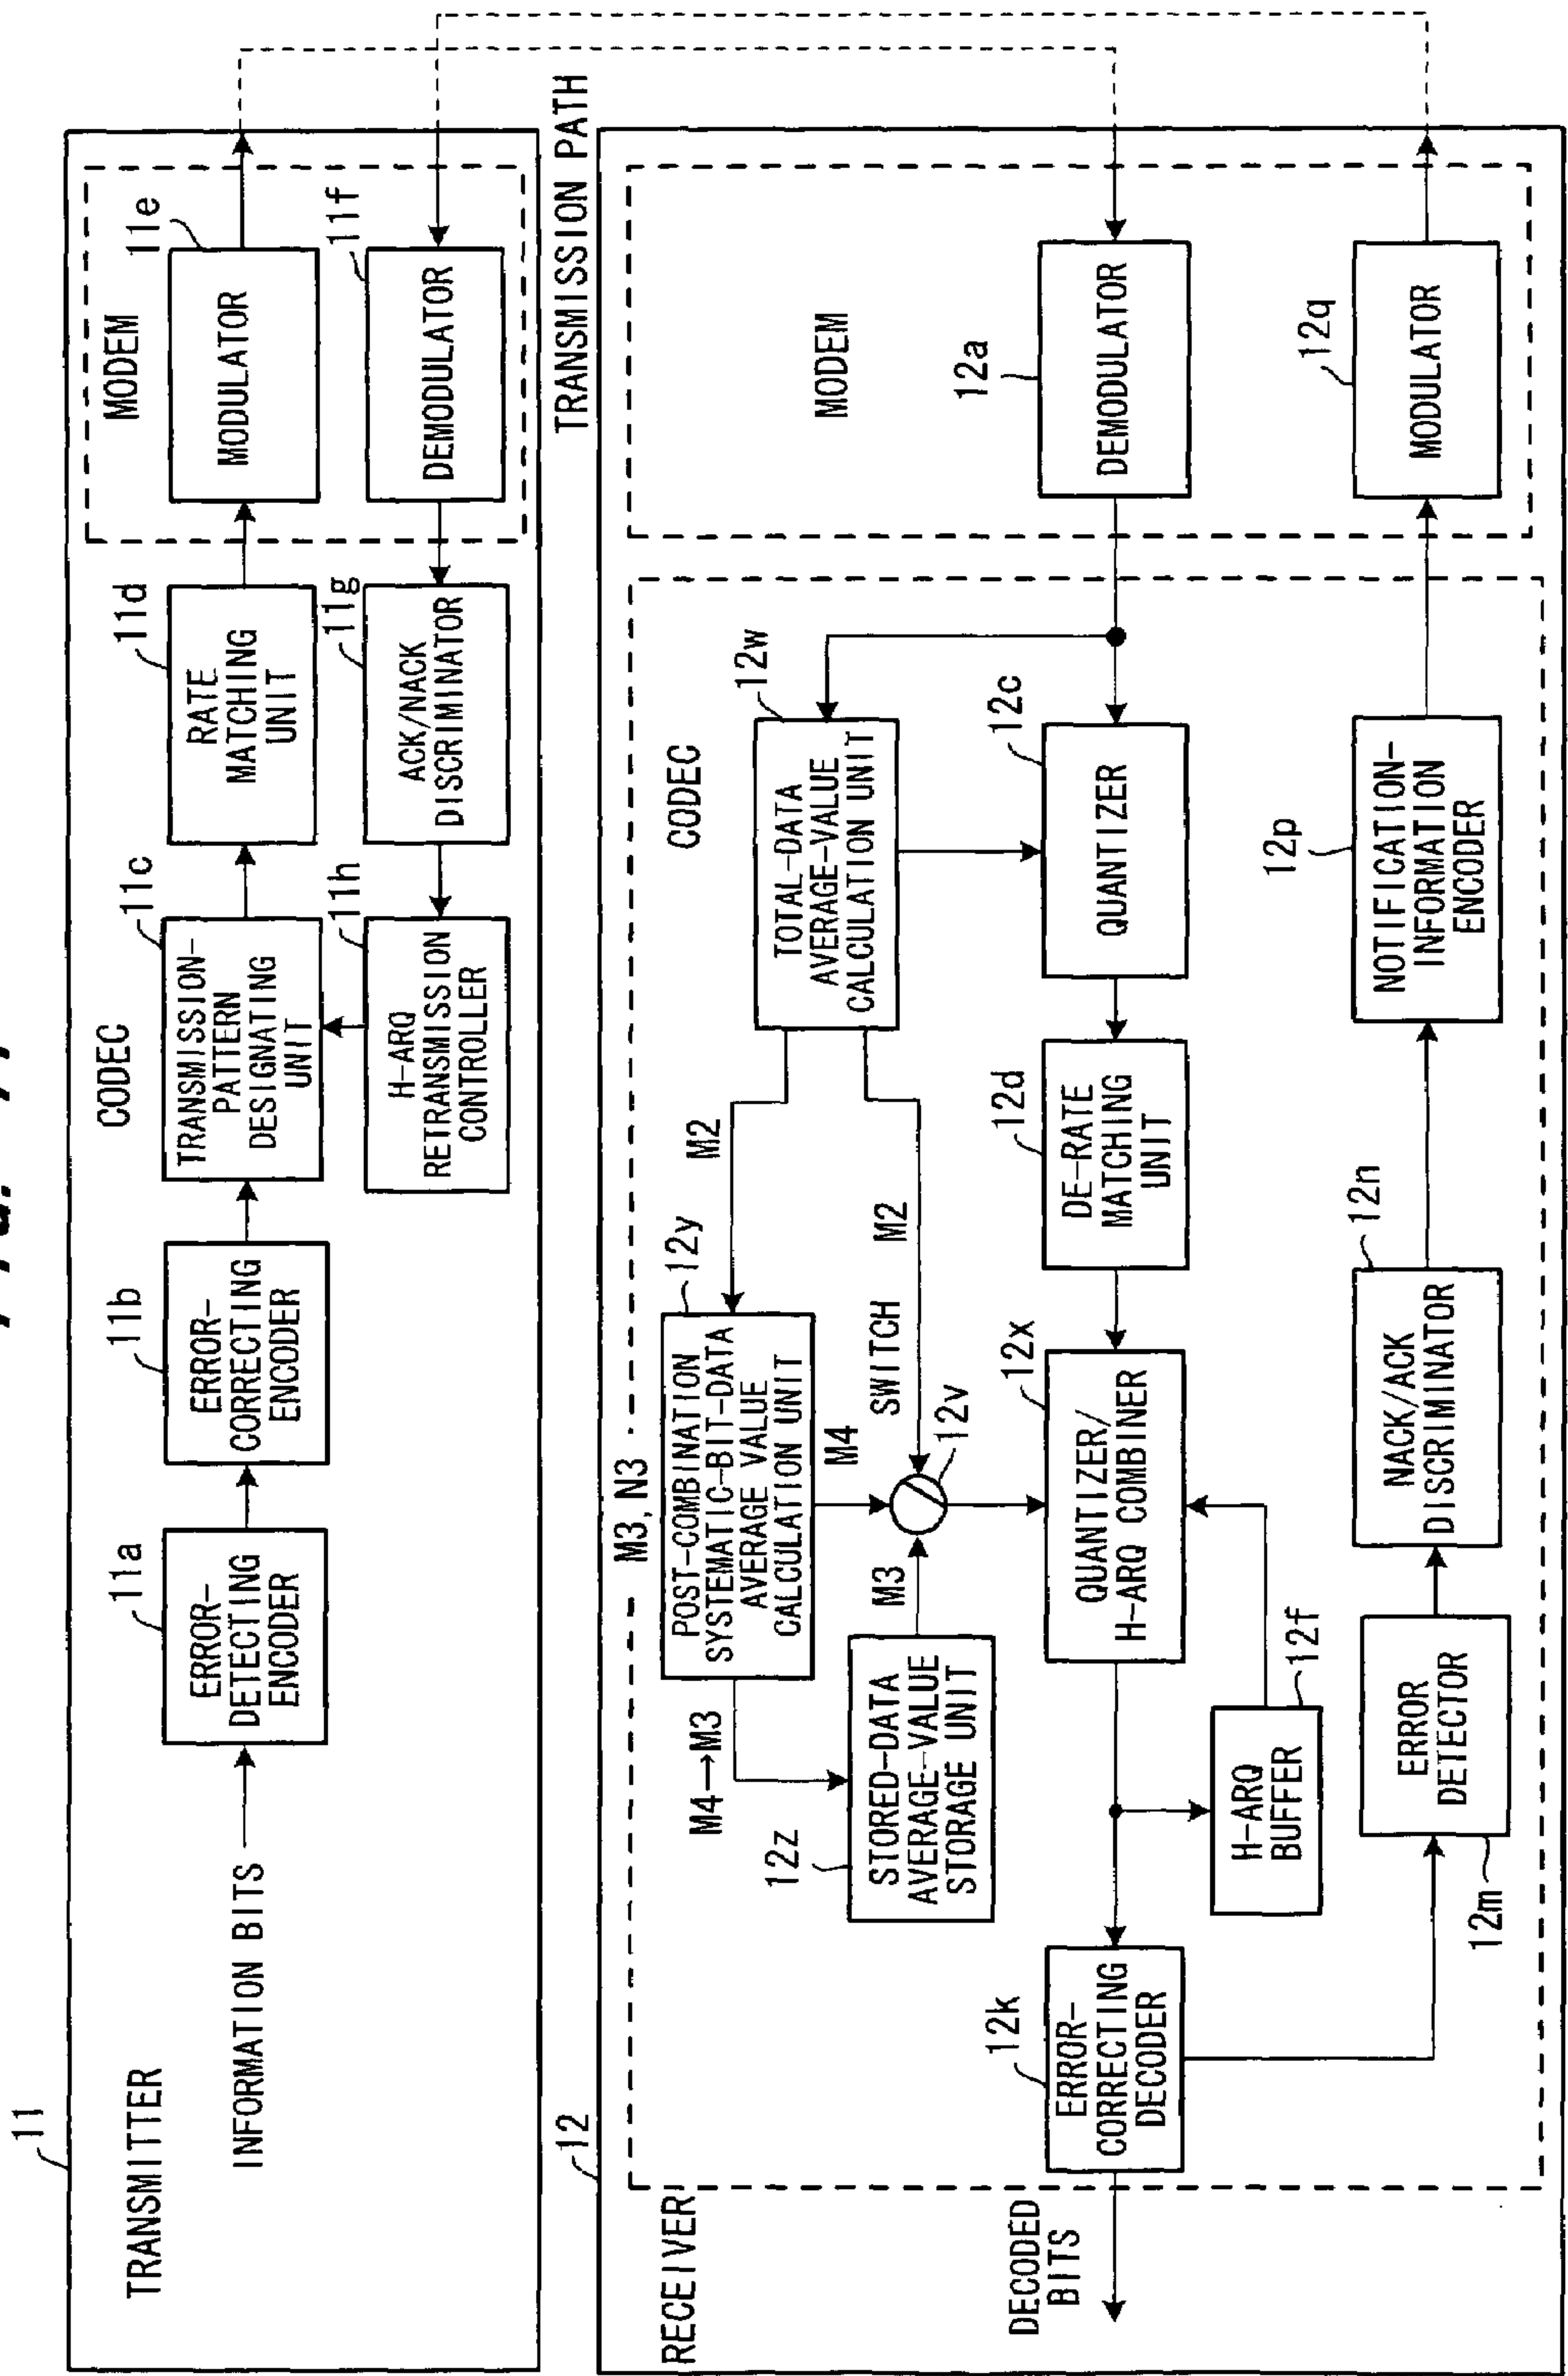 11
TRANSMITTER
INFORMATION BITS
11a
ERROR-
DETECTING
ENCODER
11b
ERROR-
CORRECTING
ENCODER
CODEC
11c
TRANSMISSION-
PATTERN
DESIGNATING
UNIT
11d
RATE
MATCHING
UNIT
MODEM
11e
MODULATOR
11f
DEMODULATOR
11g
ACK/NACK
DISCRIMINATOR
11h
H-ARQ
RETRANSMISSION
CONTROLLER
TRANSMISSION PATH
12
RECEIVER
DECODED
BITS
MODEM
12a
DEMODULATOR
12q
MODULATOR
CODEC
12w
TOTAL-DATA
AVERAGE-VALUE
CALCULATION UNIT
12c
QUANTIZER
12d
DE-RATE
MATCHING
UNIT
M2
M2
SWITCH
12y
M3, N3
POST-COMBINATION
SYSTEMATIC-BIT-DATA
AVERAGE VALUE
CALCULATION UNIT
M4
12v
M3
M4→M3
12z
STORED-DATA
AVERAGE-VALUE
STORAGE UNIT
12x
QUANTIZER/
H-ARQ COMBINER
12f
H-ARQ
BUFFER
12k
ERROR-
CORRECTING
DECODER
12m
ERROR
DETECTOR
12n
NACK/ACK
DISCRIMINATOR
12p
NOTIFICATION-
INFORMATION
ENCODER